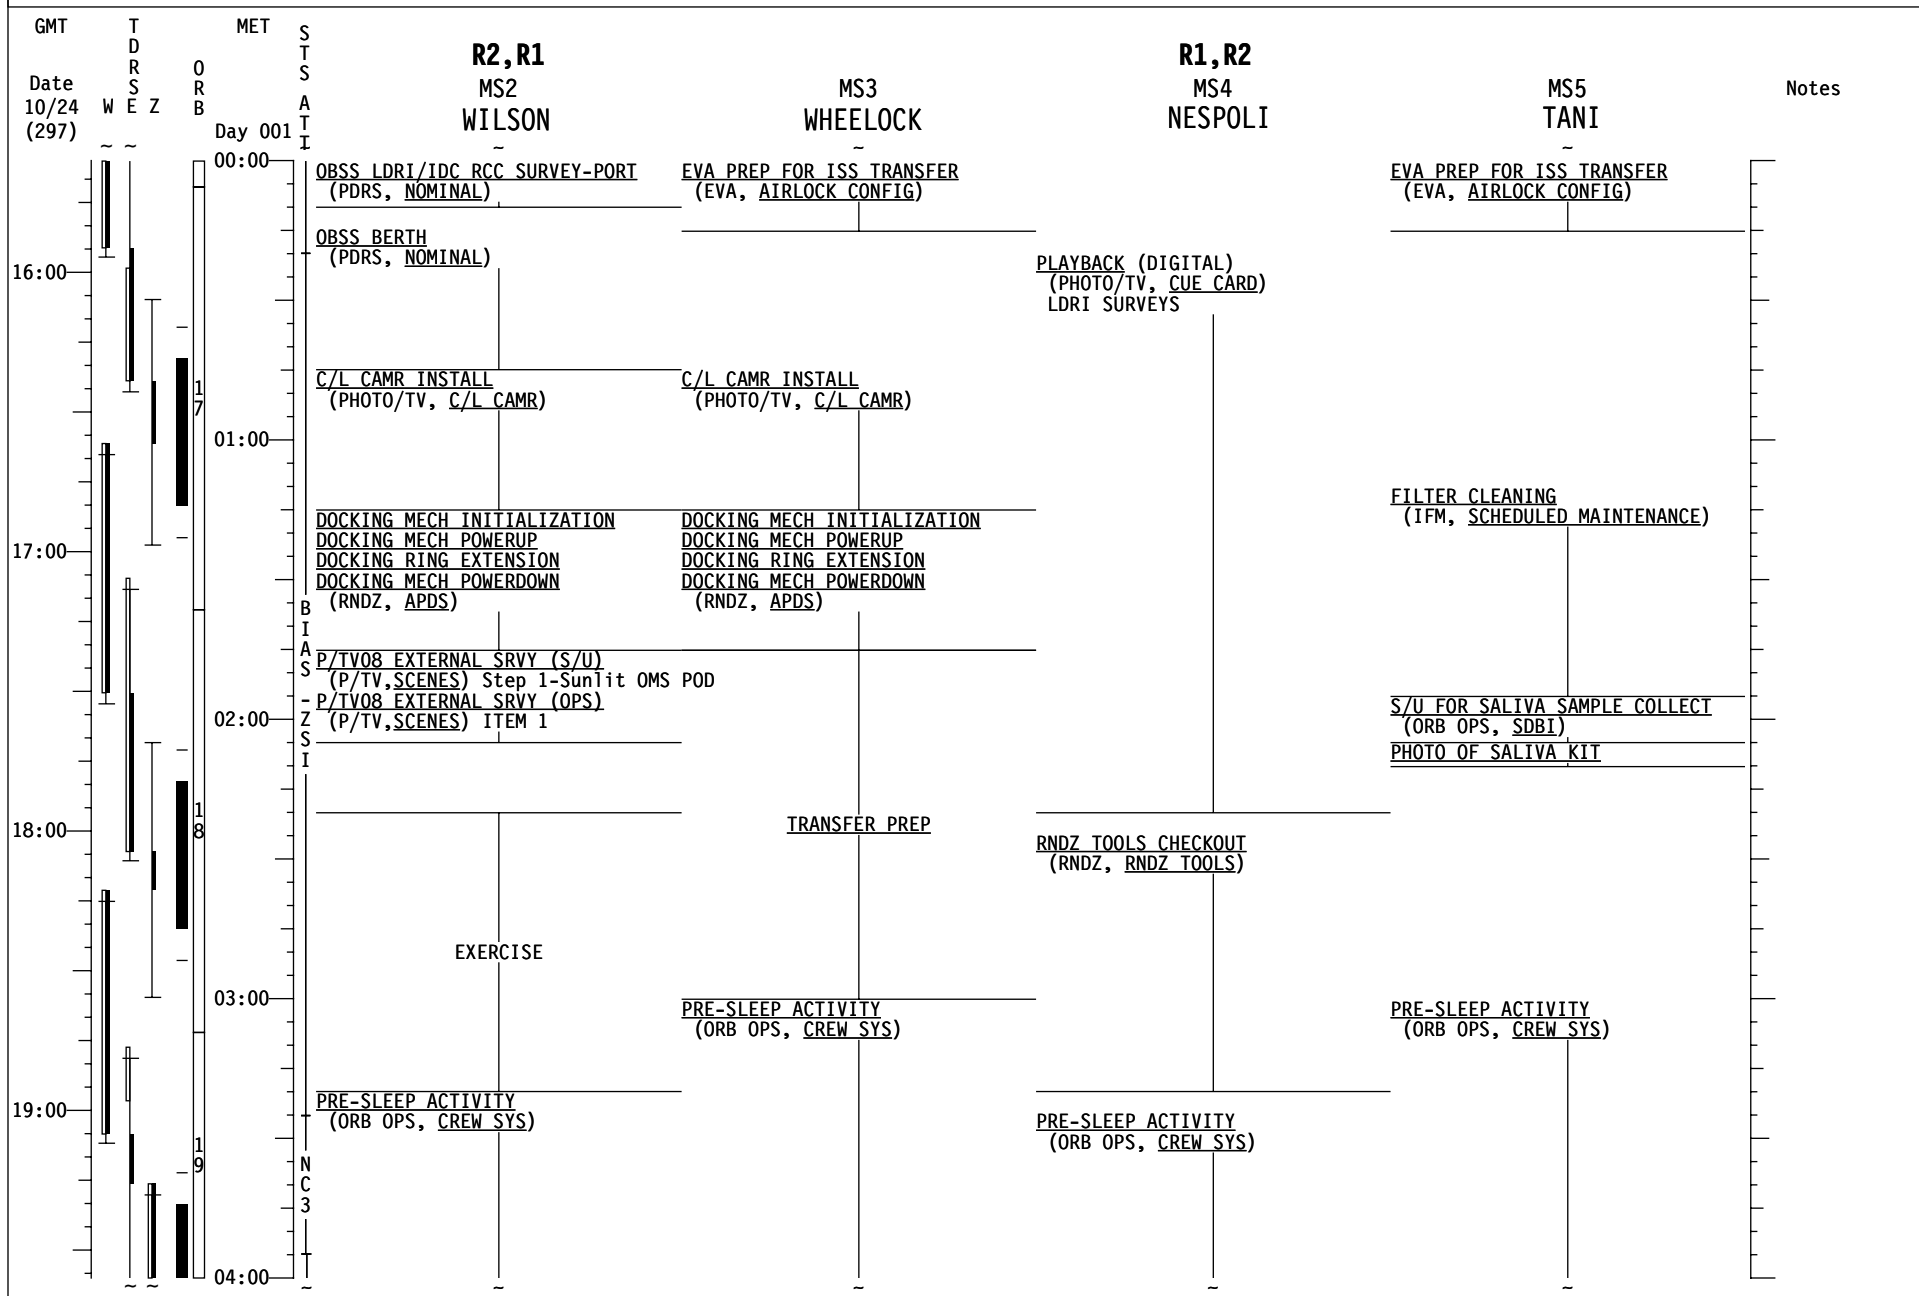 GMT
TDRS
MET
STS ATT
ORB
Date
10/24
(297)
W E Z
Day 001
R2,R1
MS2
WILSON
MS3
WHEELOCK
R1,R2
MS4
NESPOLI
MS5
TANI
Notes
~ ~ ~ ~ ~
00:00
OBSS LDRI/IDC RCC SURVEY-PORT
(PDRS, NOMINAL)
EVA PREP FOR ISS TRANSFER
(EVA, AIRLOCK CONFIG)
EVA PREP FOR ISS TRANSFER
(EVA, AIRLOCK CONFIG)
OBSS BERTH
(PDRS, NOMINAL)
16:00
PLAYBACK (DIGITAL)
(PHOTO/TV, CUE CARD)
LDRI SURVEYS
17
C/L CAMR INSTALL
(PHOTO/TV, C/L CAMR)
C/L CAMR INSTALL
(PHOTO/TV, C/L CAMR)
01:00
FILTER CLEANING
(IFM, SCHEDULED MAINTENANCE)
17:00
DOCKING MECH INITIALIZATION
DOCKING MECH POWERUP
DOCKING RING EXTENSION
DOCKING MECH POWERDOWN
(RNDZ, APDS)
DOCKING MECH INITIALIZATION
DOCKING MECH POWERUP
DOCKING RING EXTENSION
DOCKING MECH POWERDOWN
(RNDZ, APDS)
BIAS -ZSI
P/TV08 EXTERNAL SRVY (S/U)
(P/TV,SCENES) Step 1-Sunlit OMS POD
P/TV08 EXTERNAL SRVY (OPS)
(P/TV,SCENES) ITEM 1
02:00
S/U FOR SALIVA SAMPLE COLLECT
(ORB OPS, SDBI)
PHOTO OF SALIVA KIT
18:00
18
TRANSFER PREP
RNDZ TOOLS CHECKOUT
(RNDZ, RNDZ TOOLS)
EXERCISE
03:00
PRE-SLEEP ACTIVITY
(ORB OPS, CREW SYS)
PRE-SLEEP ACTIVITY
(ORB OPS, CREW SYS)
19:00
PRE-SLEEP ACTIVITY
(ORB OPS, CREW SYS)
PRE-SLEEP ACTIVITY
(ORB OPS, CREW SYS)
19
NC3
04:00
~ ~ ~ ~ ~ ~ ~